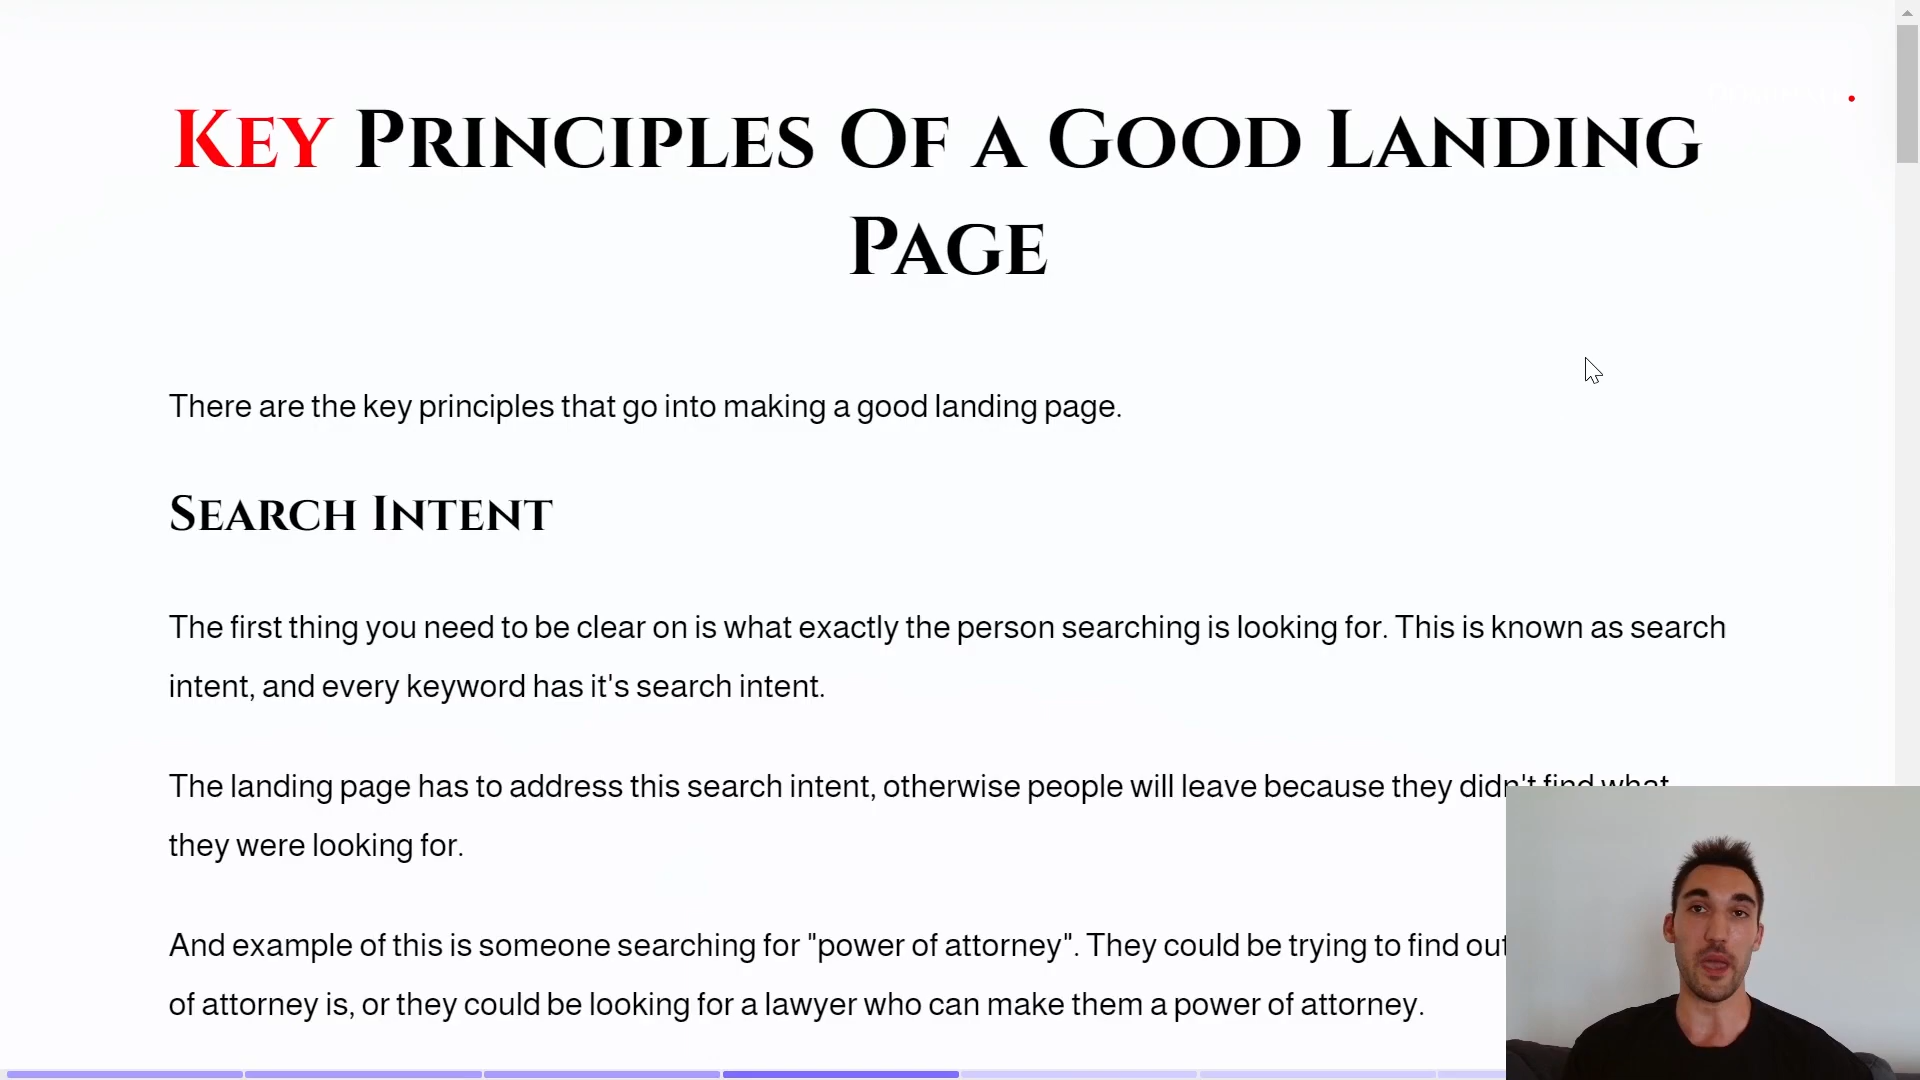 Key Principles Of a Good Landing
Page
There are the key principles that go into making a good landing page.
Search Intent
The first thing you need to be clear on is what exactly the person searching is looking for. This is known as search
intent, and every keyword has it's search intent.
The landing page has to address this search intent, otherwise people will leave because they didn't find what
they were looking for.
And example of this is someone searching for "power of attorney". They could be trying to find out
of attorney is, or they could be looking for a lawyer who can make them a power of attorney.